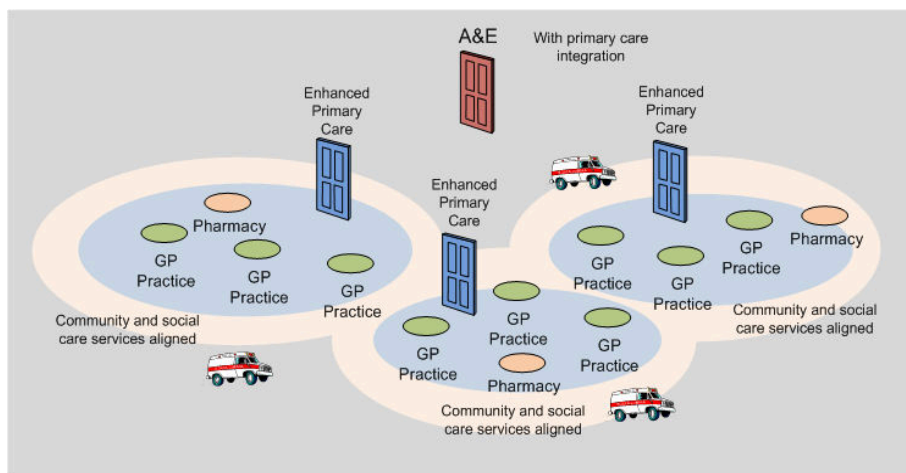 A&E
With primary care
integration
Enhanced
Primary
Care
Enhanced
Primary
Care
Enhanced
Primary
Care
Pharmacy
GP
Practice
GP
Practice
GP
Practice
Community and social
care services aligned
GP
Practice
GP
Practice
GP
Practice
Pharmacy
Community and social
care services aligned
GP
Practice
GP
Practice
GP
Practice
Pharmacy
Community and social
care services aligned